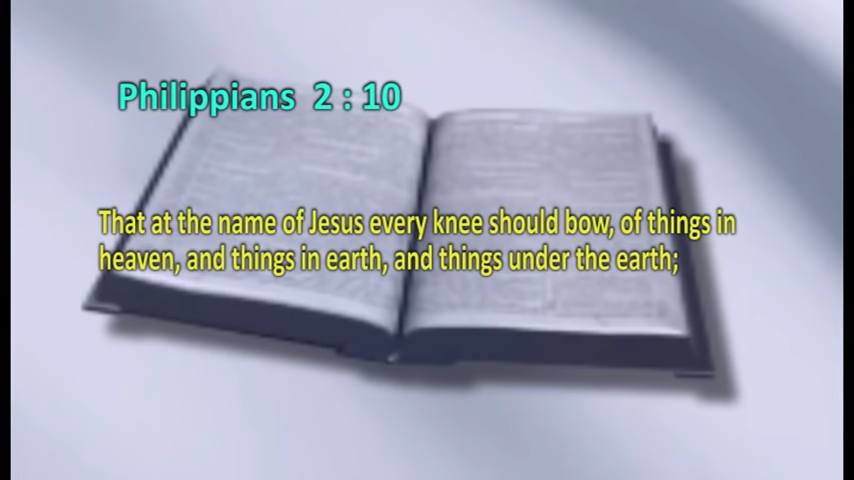 Philippians 2 : 10
That at the name of Jesus every knee should bow, of things in
heaven, and things in earth, and things under the earth;